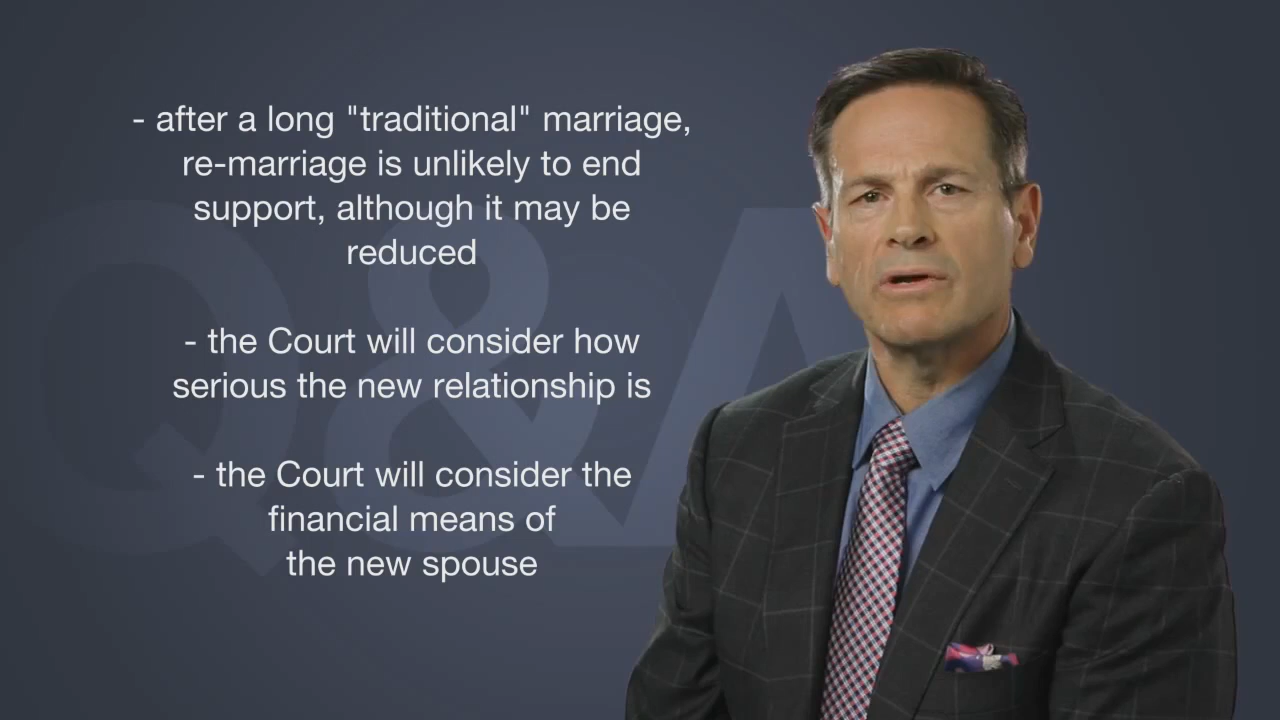 - after a long "traditional" marriage,
re-marriage is unlikely to end
support, although it may be
reduced
- the Court will consider how
serious the new relationship is
- the Court will consider the
financial means of
the new spouse
Q&A